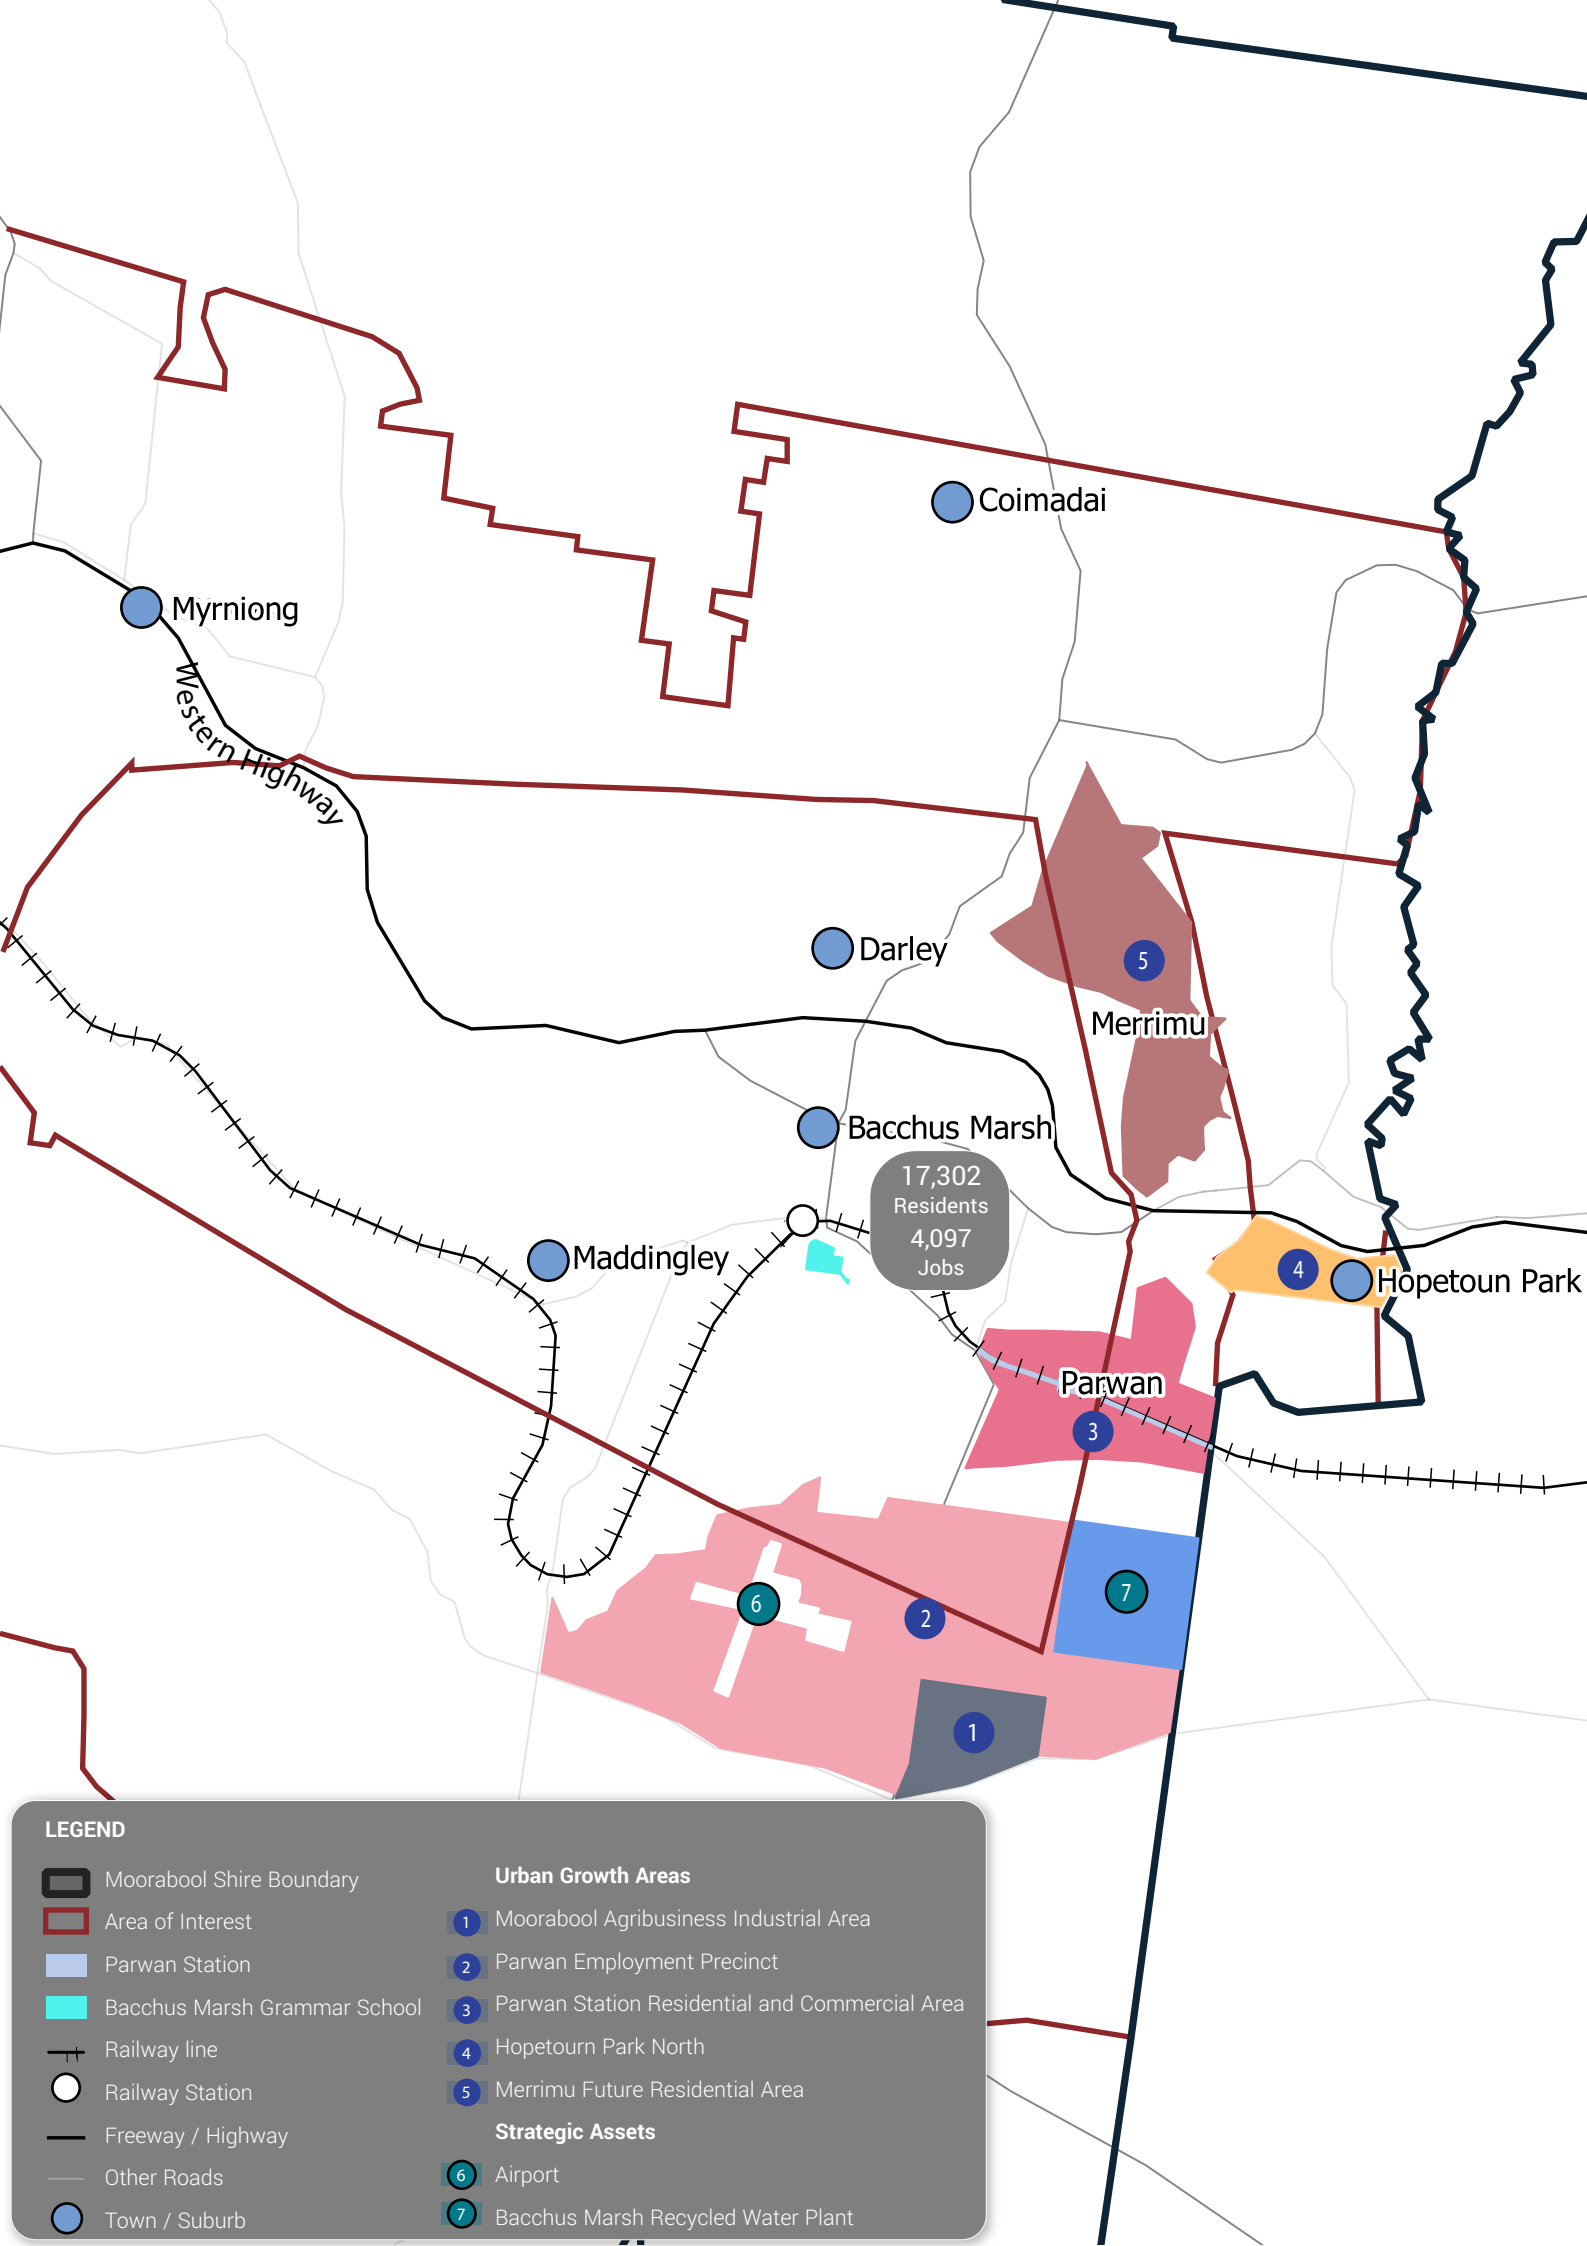 Coimadai
Myrniong
Western Highway
Darley
5
Merrimu
Bacchus Marsh
17,302
Residents
4,097
Jobs
Maddingley
4
Hopetoun Park
Parwan
3
6
2
7
1
LEGEND
Moorabool Shire Boundary
Area of Interest
Parwan Station
Bacchus Marsh Grammar School
Railway line
Railway Station
Freeway / Highway
Other Roads
Town / Suburb
Urban Growth Areas
1 Moorabool Agribusiness Industrial Area
2 Parwan Employment Precinct
3 Parwan Station Residential and Commercial Area
4 Hopetourn Park North
5 Merrimu Future Residential Area
Strategic Assets
6 Airport
7 Bacchus Marsh Recycled Water Plant